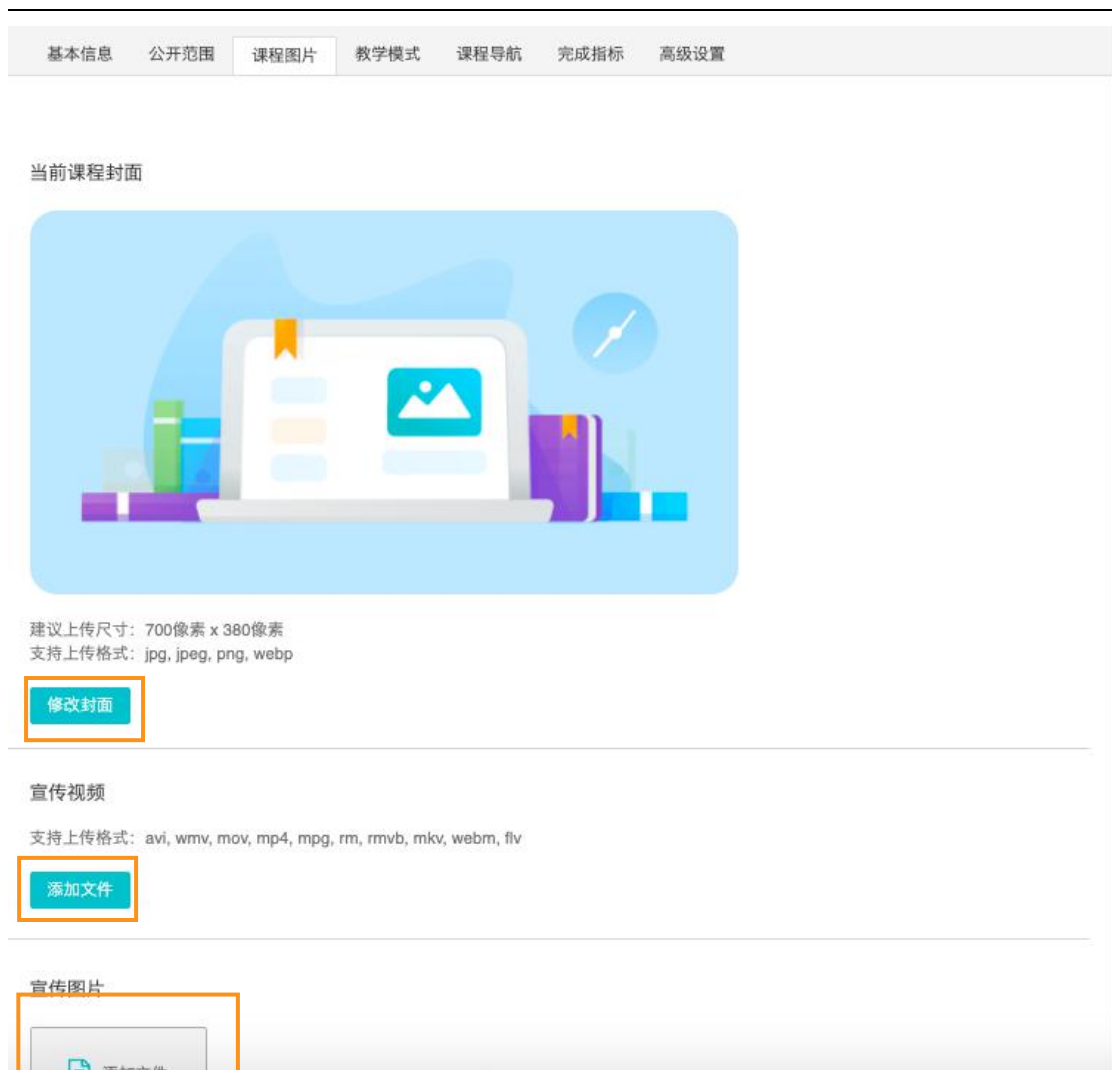 基本信息 公开范围 课程图片 教学模式 课程导航 完成指标 高级设置
当前课程封面
建议上传尺寸：700像素 x 380像素
支持上传格式：jpg, jpeg, png, webp
修改封面
宣传视频
支持上传格式：avi, wmv, mov, mp4, mpg, rm, rmvb, mkv, webm, flv
添加文件
宣传图片
添加文件